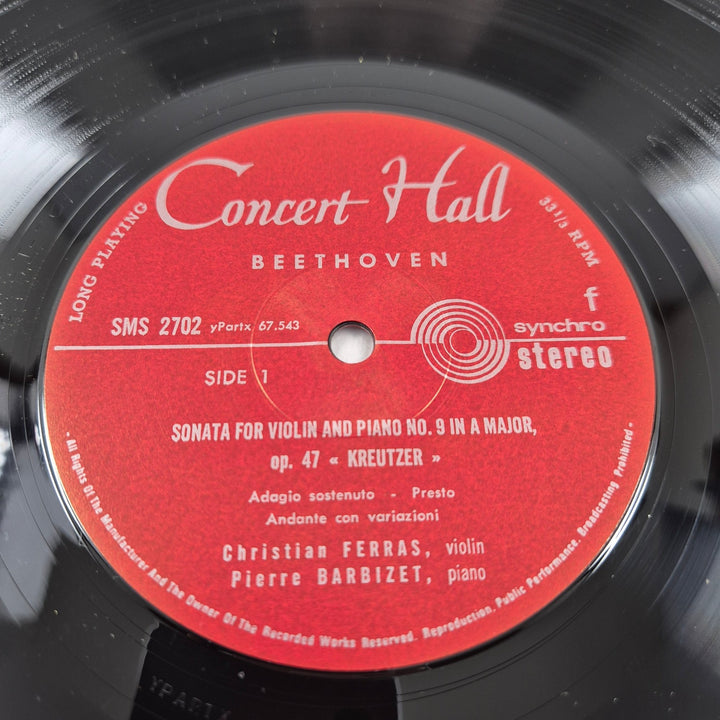 Concert Hall
BEETHOVEN
LONG PLAYING
33 1/3 RPM
SMS 2702 yPartx 67.543
f
synchro
stereo
SIDE 1
SONATA FOR VIOLIN AND PIANO NO. 9 IN A MAJOR,
op. 47 « KREUTZER »
Adagio sostenuto - Presto
Andante con variazioni
Christian FERRAS, violin
Pierre BARBIZET, piano
- All Rights Of The Manufacturer And The Owner Of The Recorded Works Reserved. Reproduction, Public Performance, Broadcasting Prohibited -